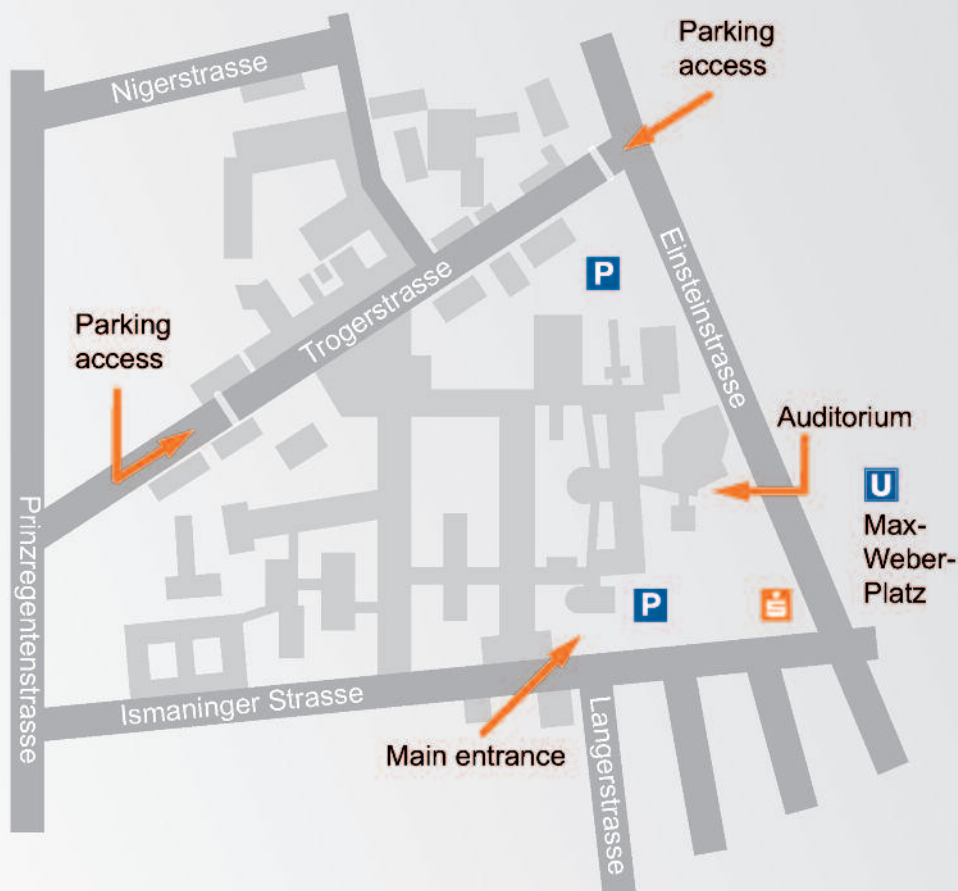 Parking
access
Nigerstrasse
Einsteinstrasse
P
Trogerstrasse
Parking
access
Auditorium
U
Max-
Weber-
Platz
Prinzregentenstrasse
P
Ismaninger Strasse
Langerstrasse
Main entrance